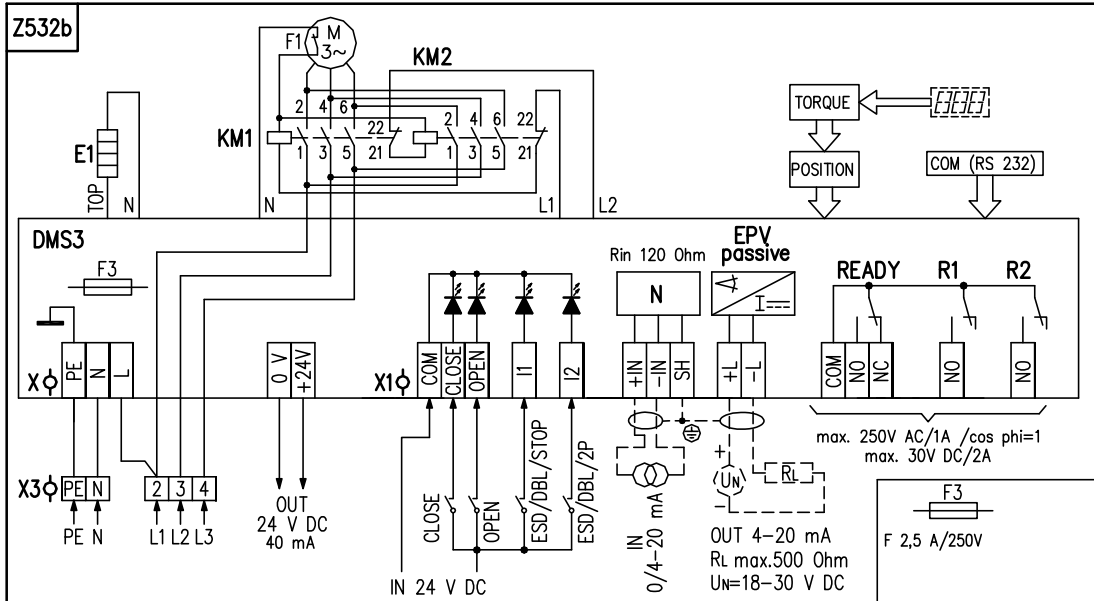 Z532b
F1
M
3~
KM2
KM1
2 4 6
22
2 4 6 22
1 3 5 21
1 3 5 21
E1
TOP
N
N
L1
L2
TORQUE
POSITION
COM (RS 232)
DMS3
F3
Rin 120 Ohm
N
EPV
passive
I
READY
R1
R2
X
PE
N
L
0 V
+24V
X1
COM
CLOSE
OPEN
I1
I2
+IN
-IN
SH
+L
-L
COM
NO
NC
NO
NO
max. 250V AC/1A /cos phi=1
max. 30V DC/2A
X3
PE N
2 3 4
PE N
L1 L2 L3
OUT
24 V DC
40 mA
CLOSE
OPEN
ESD/DBL/STOP
ESD/DBL/2P
IN 24 V DC
IN
0/4-20 mA
+
UN
-
RL
OUT 4-20 mA
RL max.500 Ohm
UN=18-30 V DC
F3
F 2,5 A/250V